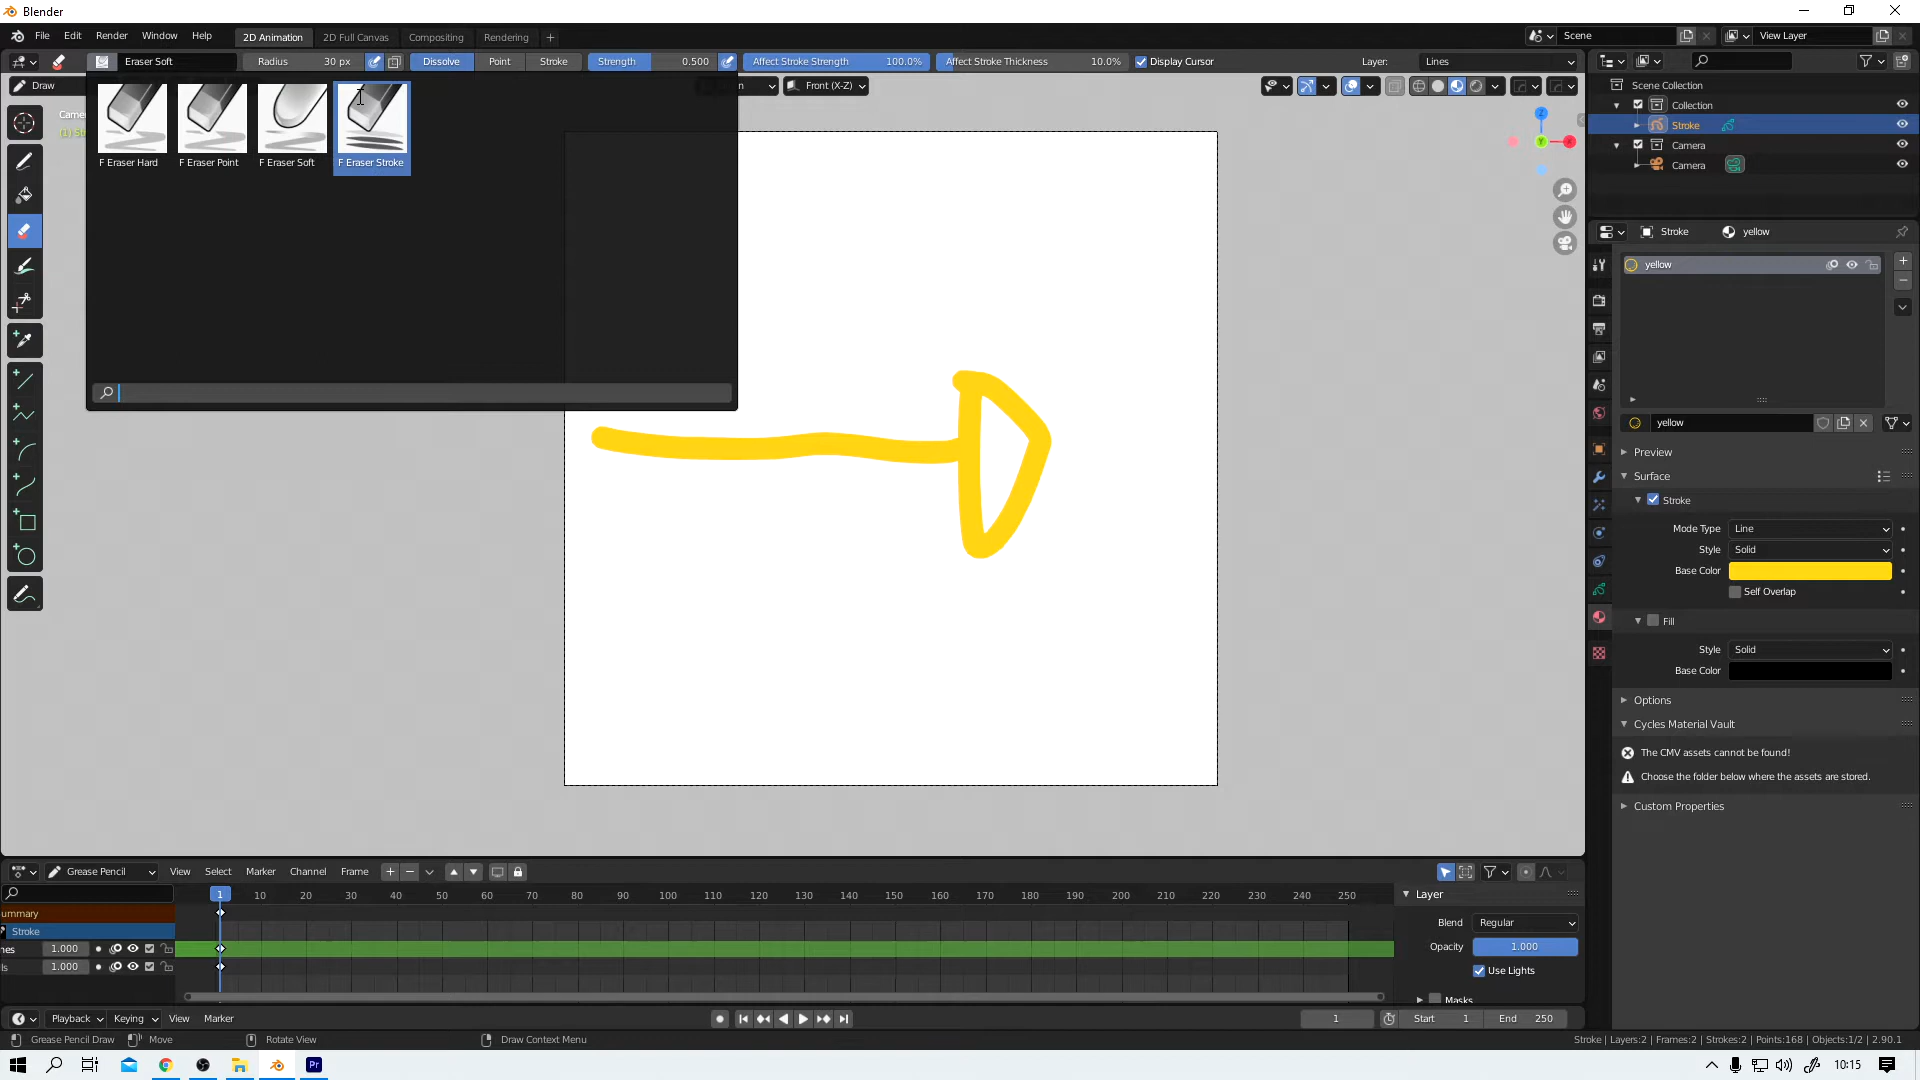 Blender
File Edit Render Window Help 2D Animation 2D Full Canvas Compositing Rendering + Scene View Layer
Eraser Soft Radius 30 px Dissolve Point Stroke Strength 0.500 Affect Stroke Strength 100.0% Affect Stroke Thickness 10.0% Display Cursor Layer: Lines
Draw Front (X-Z)
F Eraser Hard F Eraser Point F Eraser Soft F Eraser Stroke
Scene Collection
Collection
Stroke
Camera
Camera
Stroke yellow
yellow
yellow
Preview
Surface
Stroke
Mode Type Line
Style Solid
Base Color
Self Overlap
Fill
Style Solid
Base Color
Options
Cycles Material Vault
The CMV assets cannot be found!
Choose the folder below where the assets are stored.
Custom Properties
Z
Y
X
Grease Pencil View Select Marker Channel Frame
1 10 20 30 40 50 60 70 80 90 100 110 120 130 140 150 160 170 180 190 200 210 220 230 240 250
ummary
Stroke
nes 1.000
ls 1.000
Layer
Blend Regular
Opacity 1.000
Use Lights
Masks
Playback Keying View Marker 1 Start 1 End 250
Grease Pencil Draw Move Rotate View Draw Context Menu Stroke | Layers:2 | Frames:2 | Strokes:2 | Points:168 | Objects:1/2 | 2.90.1
Pr 10:15